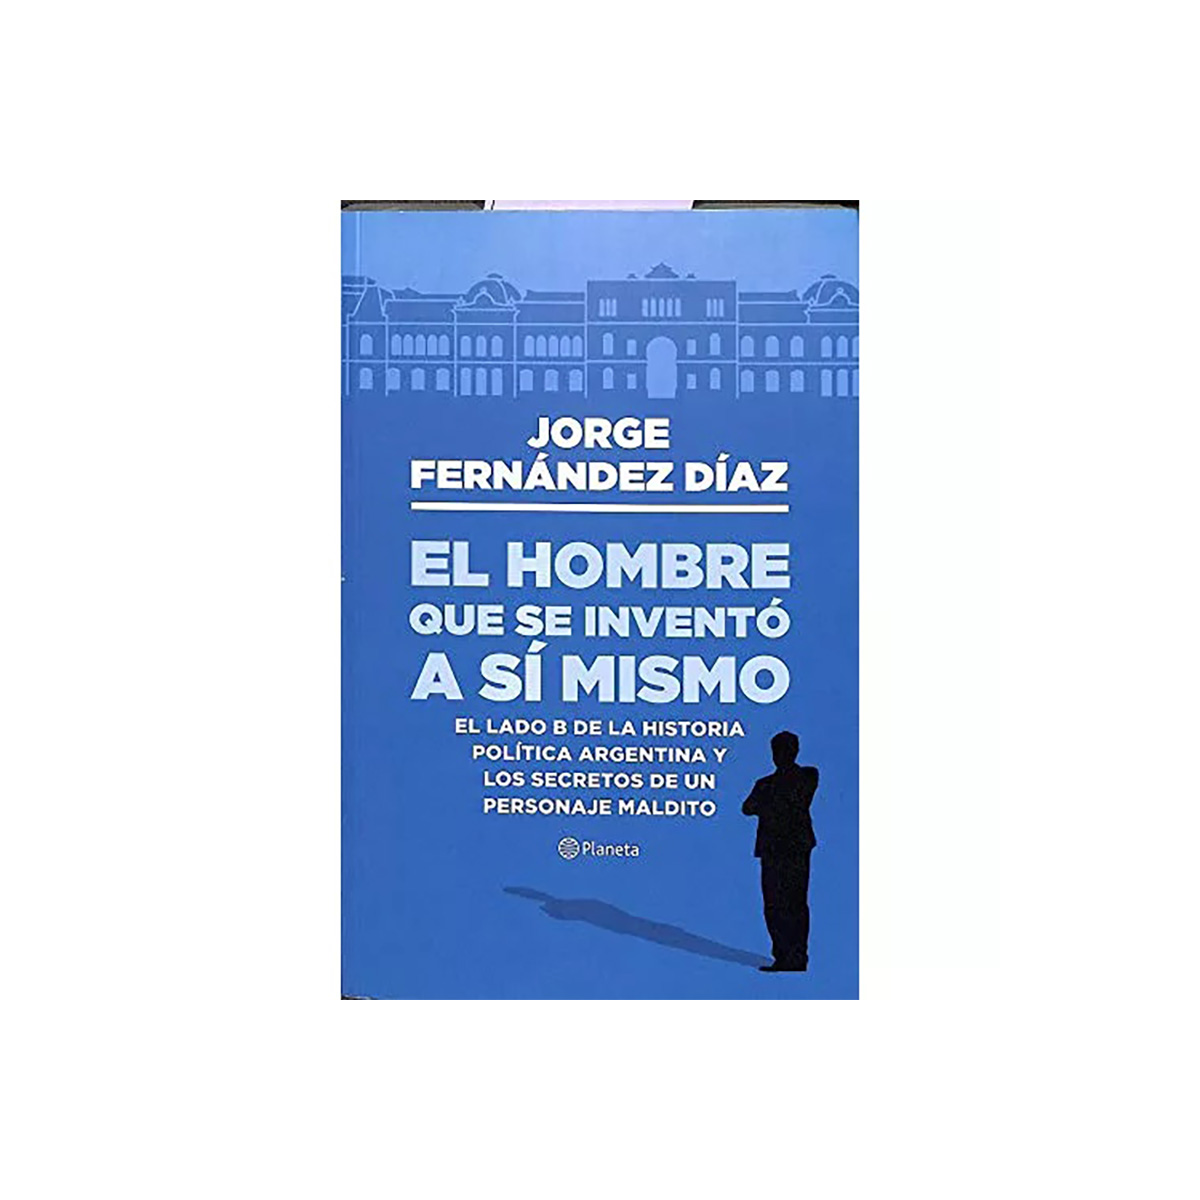 JORGE
FERNÁNDEZ DÍAZ
EL HOMBRE
QUE SE INVENTÓ
A SÍ MISMO
EL LADO B DE LA HISTORIA
POLÍTICA ARGENTINA Y
LOS SECRETOS DE UN
PERSONAJE MALDITO
Planeta